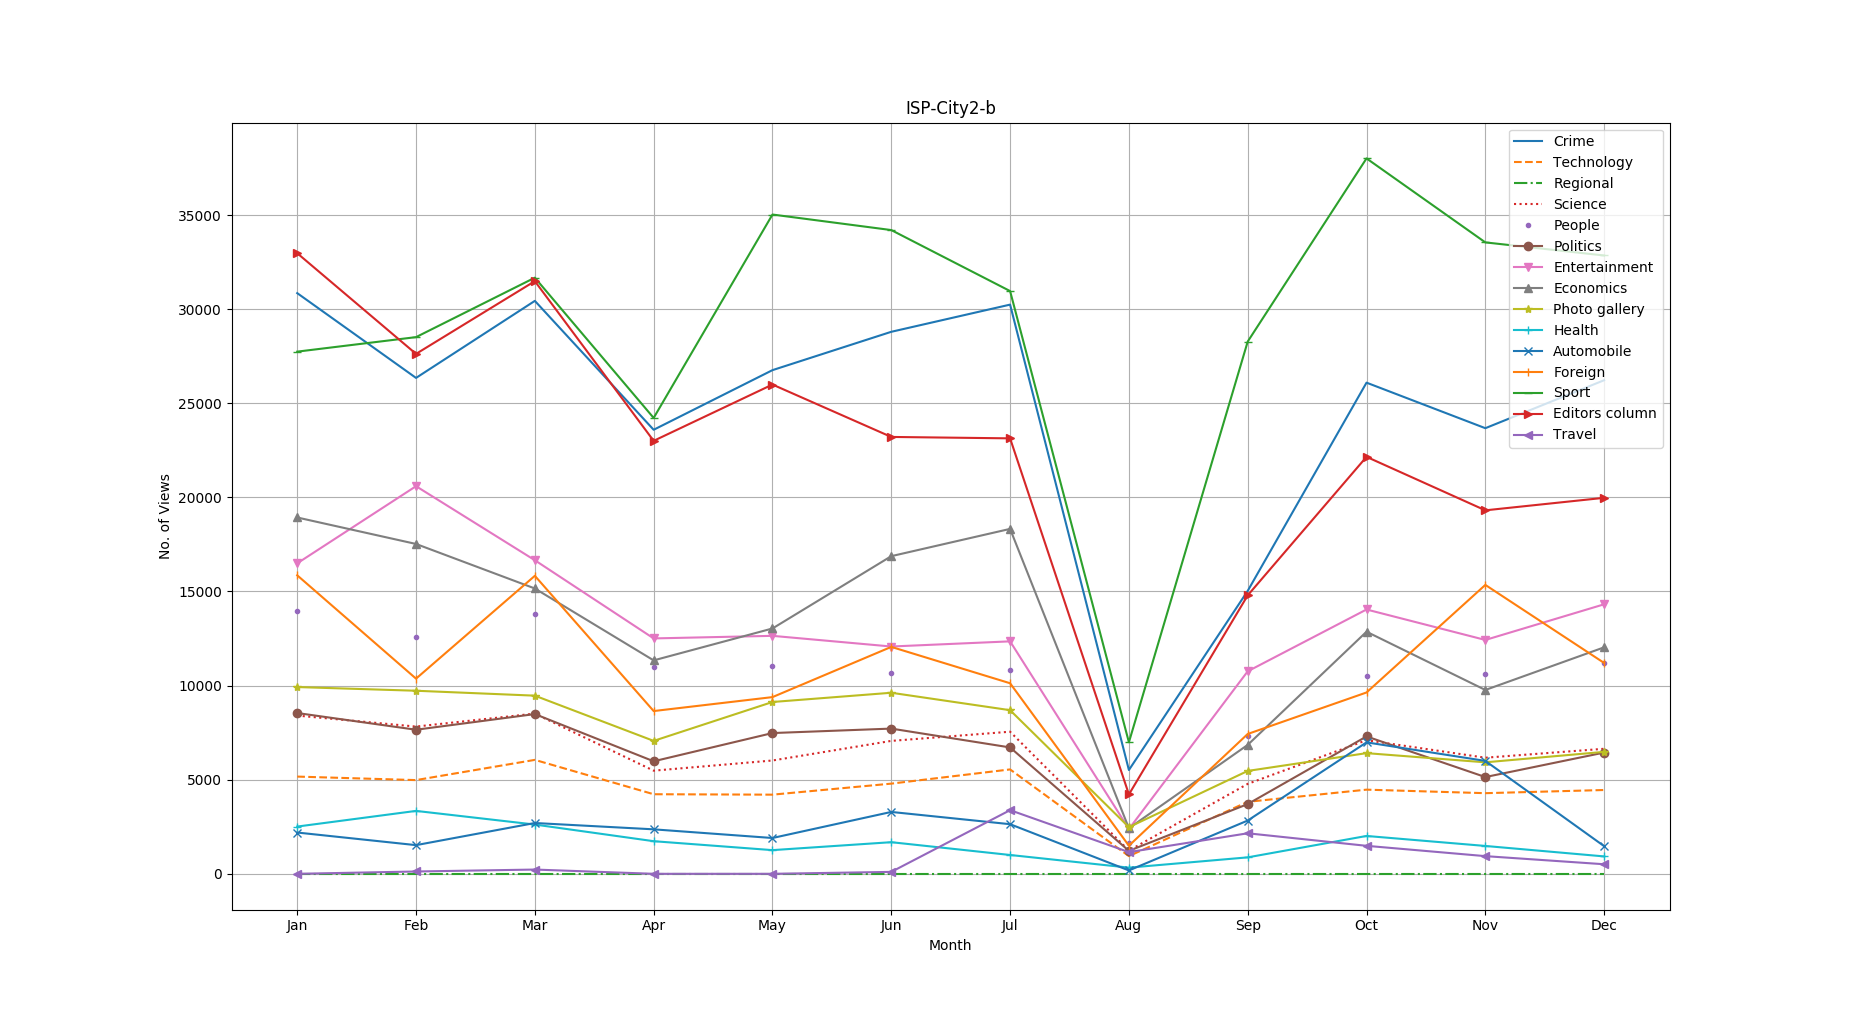 ISP-City2-b
Crime
Technology
Regional
Science
People
Politics
Entertainment
Economics
Photo gallery
Health
Automobile
Foreign
Sport
Editors column
Travel
35000
30000
25000
20000
15000
10000
5000
0
No. of Views
Jan Feb Mar Apr May Jun Jul Aug Sep Oct Nov Dec
Month